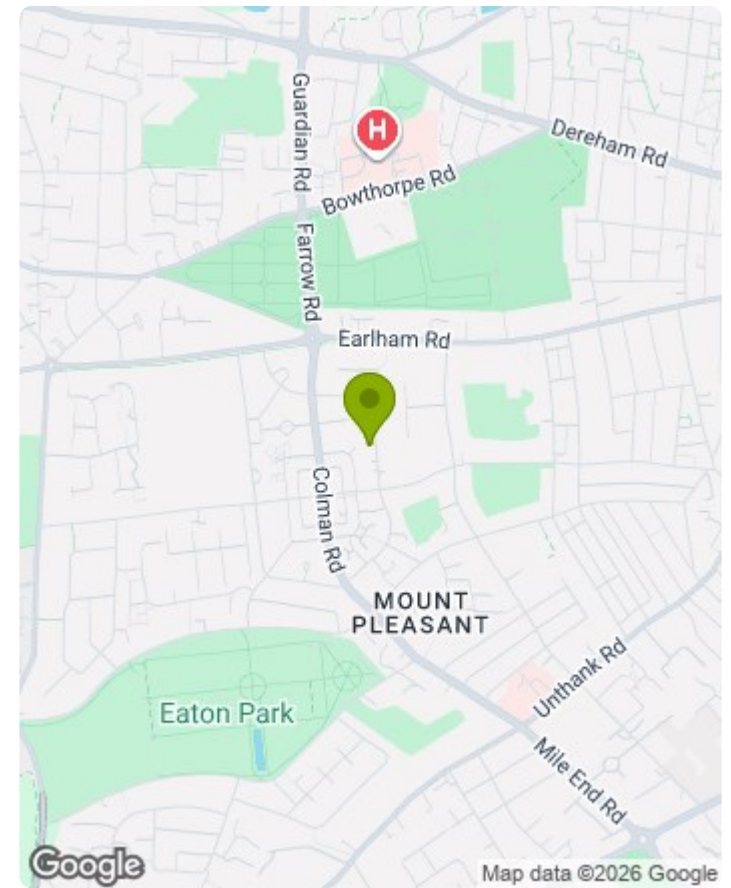 Guardian Rd
H
Dereham Rd
Bowthorpe Rd
Farrow Rd
Earlham Rd
Colman Rd
MOUNT
PLEASANT
Unthank Rd
Eaton Park
Mile End Rd
Google
Map data ©2026 Google